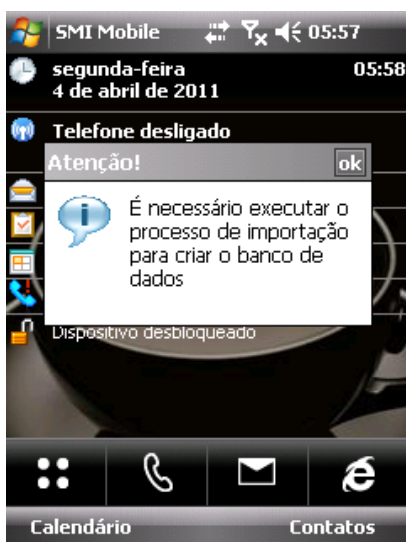 SMI Mobile 05:57
segunda-feira 05:58
4 de abril de 2011
Telefone desligado
Atenção! ok
É necessário executar o
processo de importação
para criar o banco de
dados
Dispositivo desbloqueado
Calendário Contatos